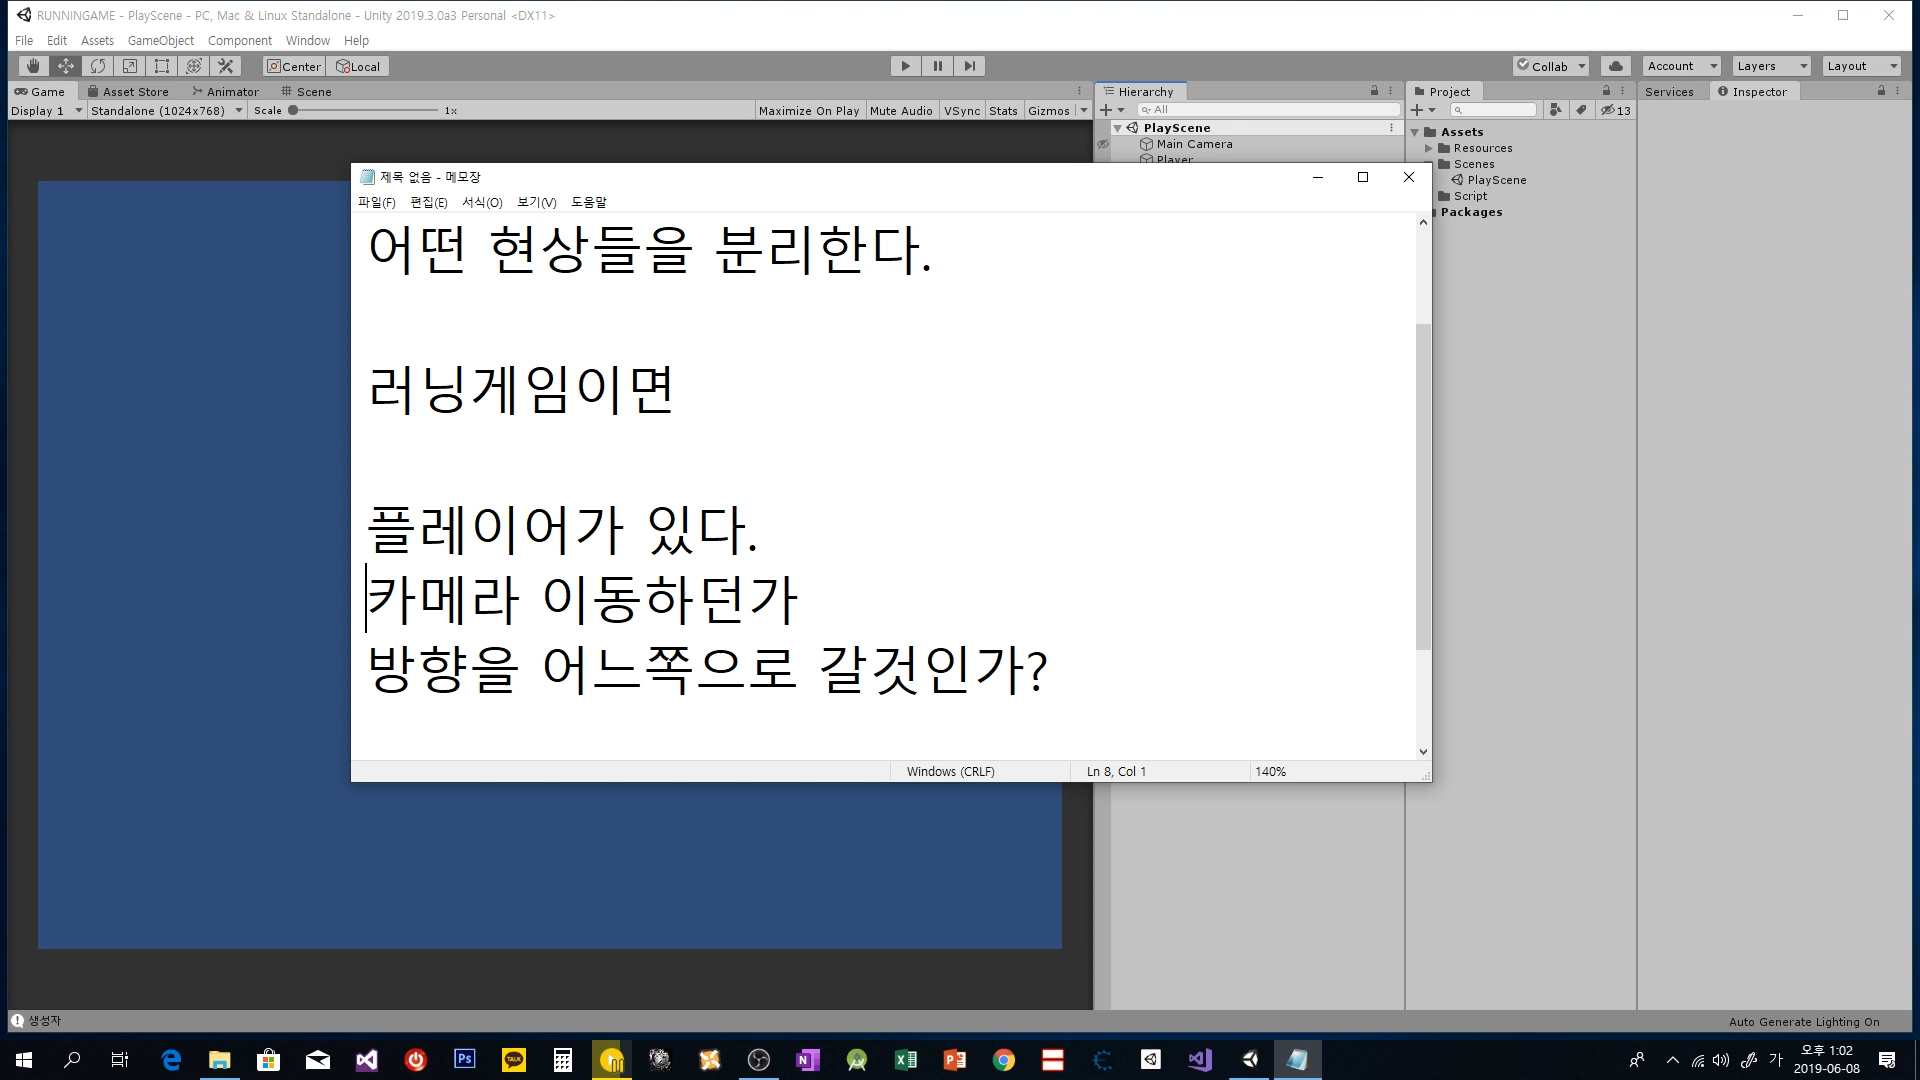 RUNNINGAME - PlayScene - PC, Mac & Linux Standalone - Unity 2019.3.0a3 Personal <DX11>
File Edit Assets GameObject Component Window Help
Center Local
Collab Account Layers Layout
Game Asset Store Animator Scene
Hierarchy
Project
Services Inspector
Display 1 Standalone (1024x768) Scale 1x Maximize On Play Mute Audio VSync Stats Gizmos
All
13
PlayScene
Main Camera
Player
Assets
Resources
Scenes
PlayScene
Script
Packages
제목 없음 - 메모장
파일(F) 편집(E) 서식(O) 보기(V) 도움말
어떤 현상들을 분리한다.
러닝게임이면
플레이어가 있다.
카메라 이동하던가
방향을 어느쪽으로 갈것인가?
Windows (CRLF) Ln 8, Col 1 140%
생성자
Auto Generate Lighting On
Ps
TALK
가
오후 1:02
2019-06-08